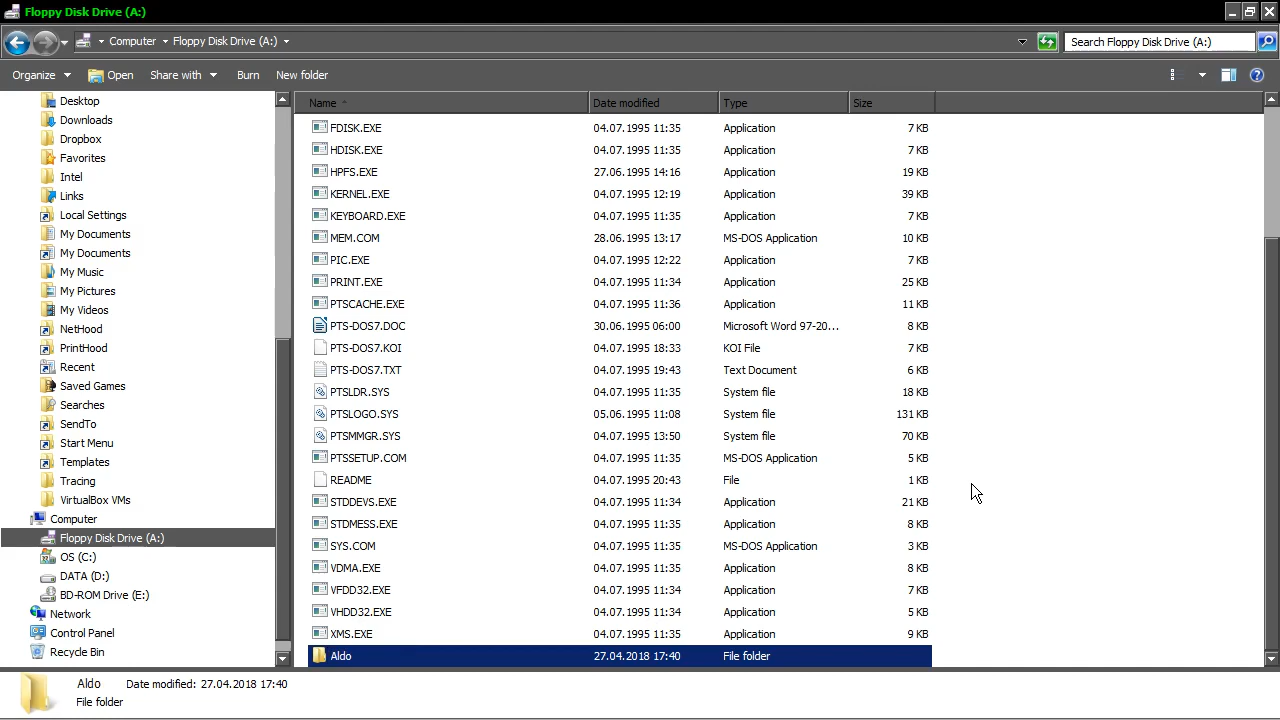 Floppy Disk Drive (A:)
Computer Floppy Disk Drive (A:) Search Floppy Disk Drive (A:)
Organize Open Share with Burn New folder
Desktop
Downloads
Dropbox
Favorites
Intel
Links
Local Settings
My Documents
My Documents
My Music
My Pictures
My Videos
NetHood
PrintHood
Recent
Saved Games
Searches
SendTo
Start Menu
Templates
Tracing
VirtualBox VMs
Computer
Floppy Disk Drive (A:)
OS (C:)
DATA (D:)
BD-ROM Drive (E:)
Network
Control Panel
Recycle Bin
Name Date modified Type Size
FDISK.EXE 04.07.1995 11:35 Application 7 KB
HDISK.EXE 04.07.1995 11:35 Application 7 KB
HPFS.EXE 27.06.1995 14:16 Application 19 KB
KERNEL.EXE 04.07.1995 12:19 Application 39 KB
KEYBOARD.EXE 04.07.1995 11:35 Application 7 KB
MEM.COM 28.06.1995 13:17 MS-DOS Application 10 KB
PIC.EXE 04.07.1995 12:22 Application 7 KB
PRINT.EXE 04.07.1995 11:34 Application 25 KB
PTSCACHE.EXE 04.07.1995 11:36 Application 11 KB
PTS-DOS7.DOC 30.06.1995 06:00 Microsoft Word 97-20... 8 KB
PTS-DOS7.KOI 04.07.1995 18:33 KOI File 7 KB
PTS-DOS7.TXT 04.07.1995 19:43 Text Document 6 KB
PTSLDR.SYS 04.07.1995 11:35 System file 18 KB
PTSLOGO.SYS 05.06.1995 11:08 System file 131 KB
PTSMMGR.SYS 04.07.1995 13:50 System file 70 KB
PTSSETUP.COM 04.07.1995 11:35 MS-DOS Application 5 KB
README 04.07.1995 20:43 File 1 KB
STDDEVS.EXE 04.07.1995 11:34 Application 21 KB
STDMESS.EXE 04.07.1995 11:35 Application 8 KB
SYS.COM 04.07.1995 11:35 MS-DOS Application 3 KB
VDMA.EXE 04.07.1995 11:35 Application 8 KB
VFDD32.EXE 04.07.1995 11:34 Application 7 KB
VHDD32.EXE 04.07.1995 11:34 Application 5 KB
XMS.EXE 04.07.1995 11:35 Application 9 KB
Aldo 27.04.2018 17:40 File folder
Aldo Date modified: 27.04.2018 17:40
File folder